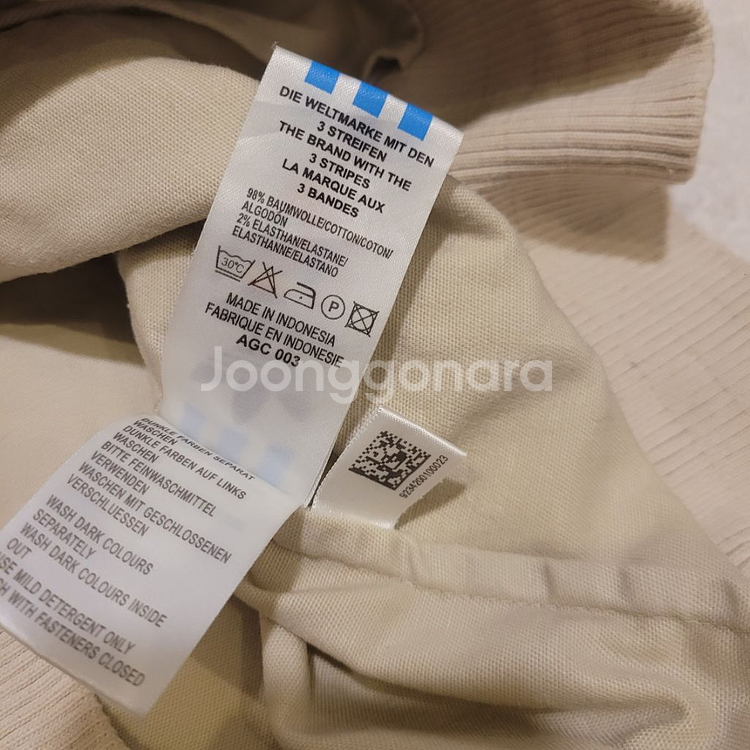 DIE WELTMARKE MIT DEN
3 STREIFEN
THE BRAND WITH THE
3 STRIPES
LA MARQUE AUX
3 BANDES
98% BAUMWOLLE/COTTON/COTON/
ALGODÓN
2% ELASTHAN/ELASTANE/
ELASTHANNE/ELASTANO
30°C
P
MADE IN INDONESIA
FABRIQUE EN INDONESIE
AGC 003
Joonggonara
9234250100023
DUNKLE FARBEN SEPARAT
WASCHEN
DUNKLE FARBEN AUF LINKS
WASCHEN
BITTE FEINWASCHMITTEL
VERWENDEN
WASCHEN MIT GESCHLOSSENEN
VERSCHLUESSEN
WASH DARK COLOURS
SEPARATELY
WASH DARK COLOURS INSIDE
OUT
USE MILD DETERGENT ONLY
WITH FASTENERS CLOSED